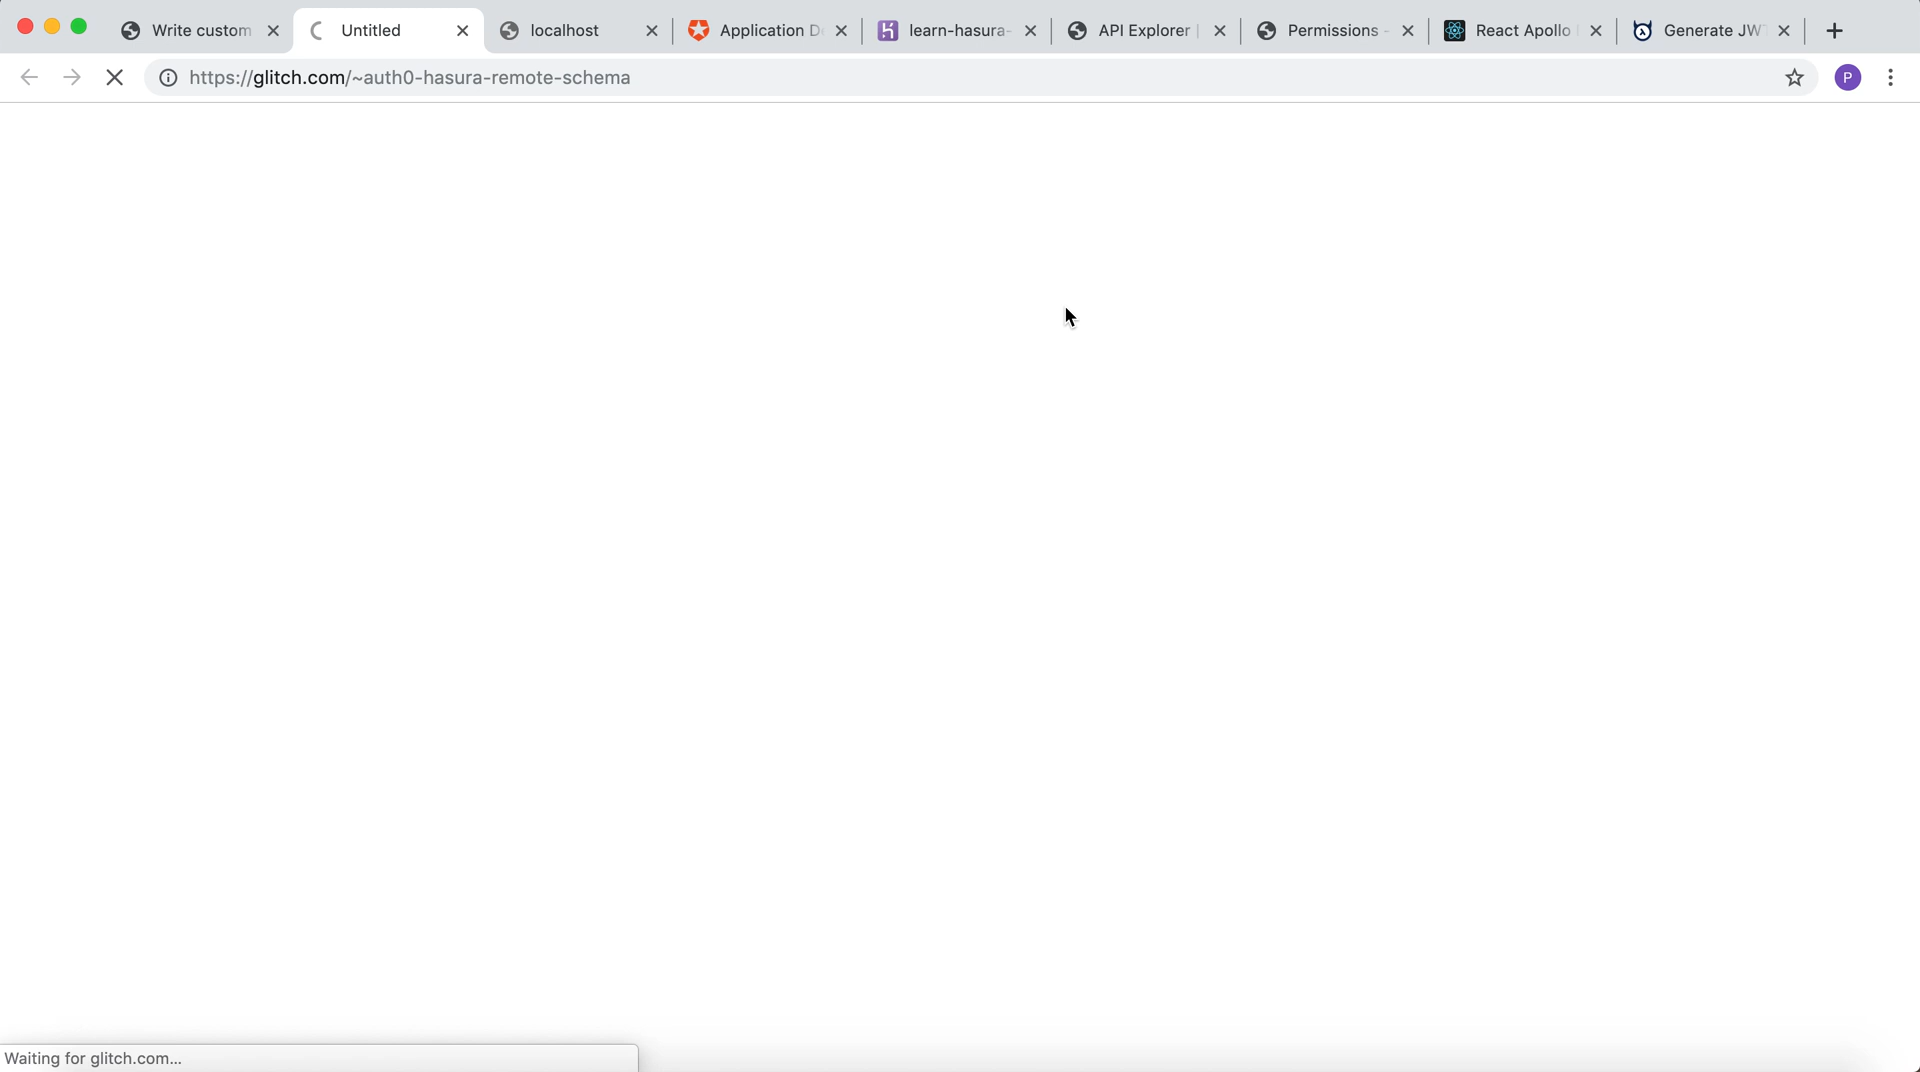 Write custom
Untitled
localhost
Application D
learn-hasura-
API Explorer |
Permissions -
React Apollo
Generate JWT
https://glitch.com/~auth0-hasura-remote-schema
P
Waiting for glitch.com...